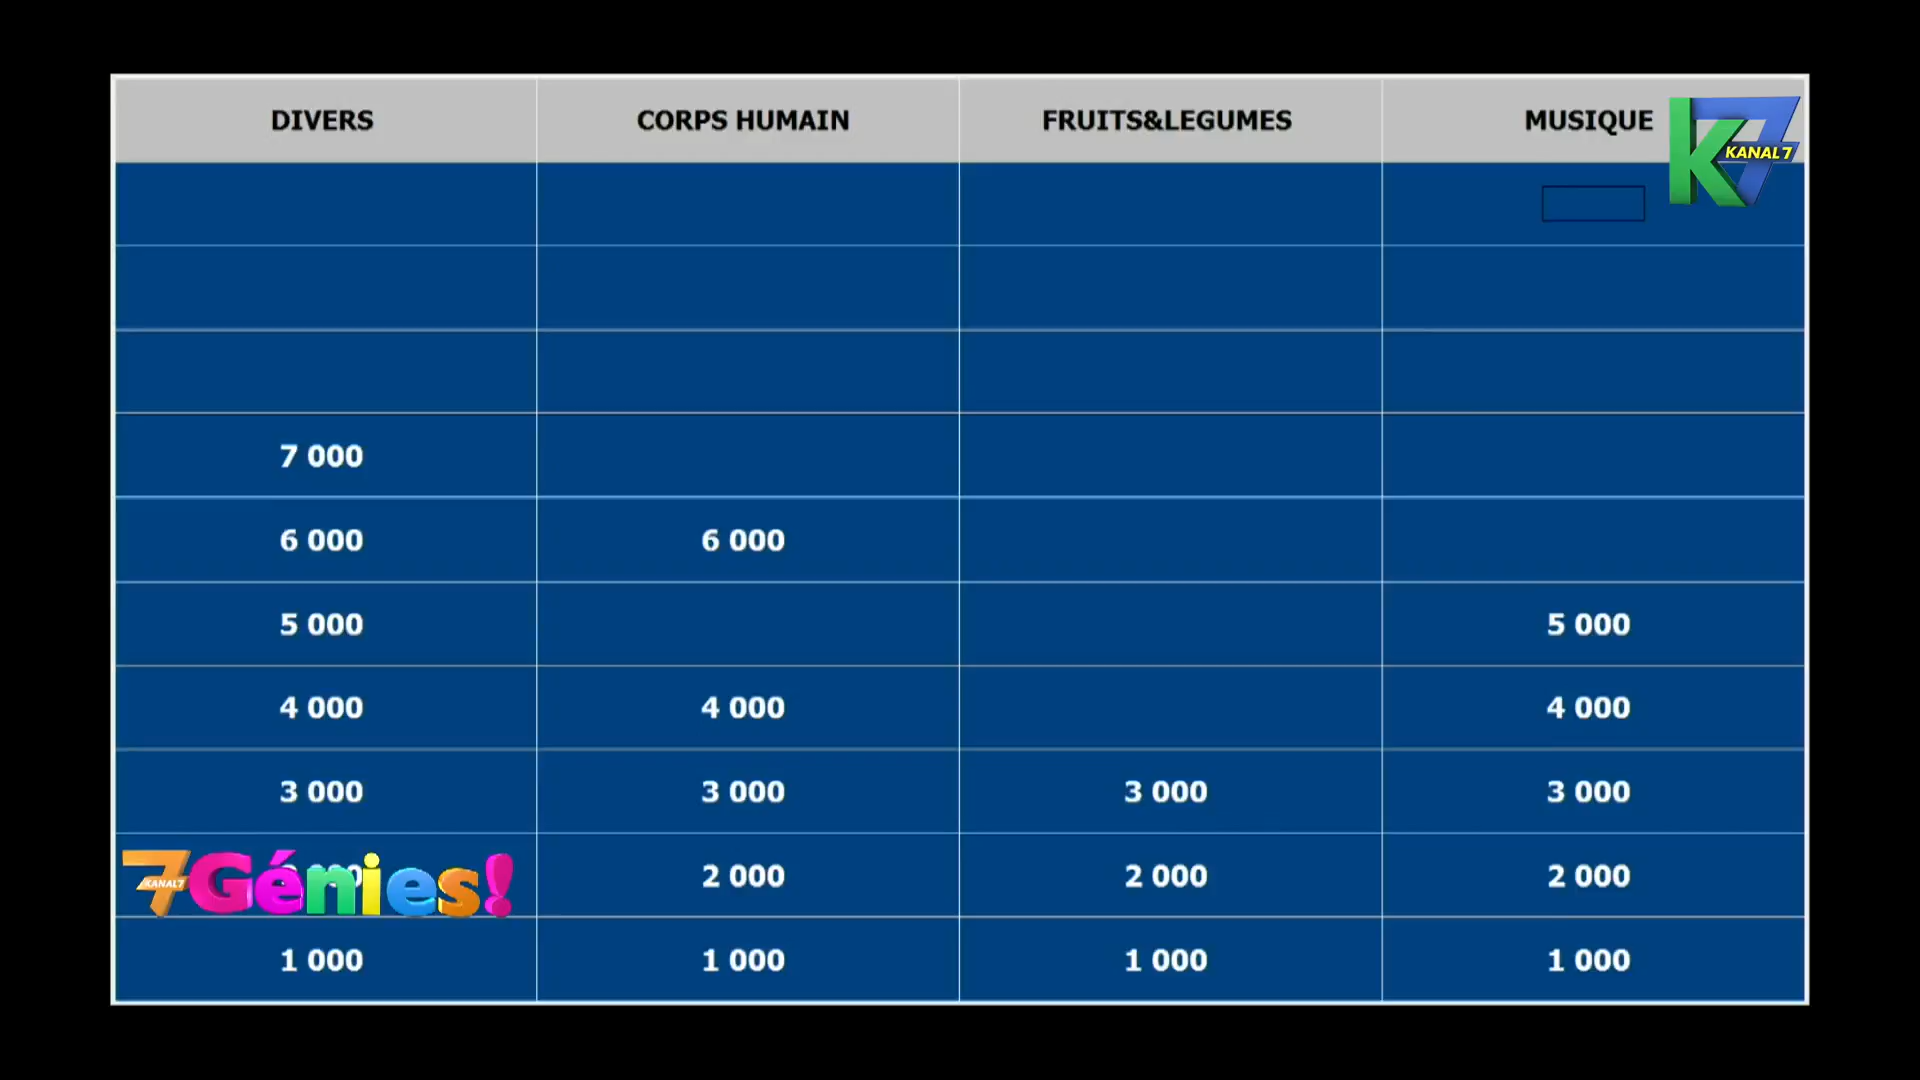 DIVERS CORPS HUMAIN FRUITS&LEGUMES MUSIQUE
KANAL7
7 000
6 000 6 000
5 000 5 000
4 000 4 000 4 000
3 000 3 000 3 000 3 000
7 KANAL7 Génies! 2 000 2 000 2 000
1 000 1 000 1 000 1 000